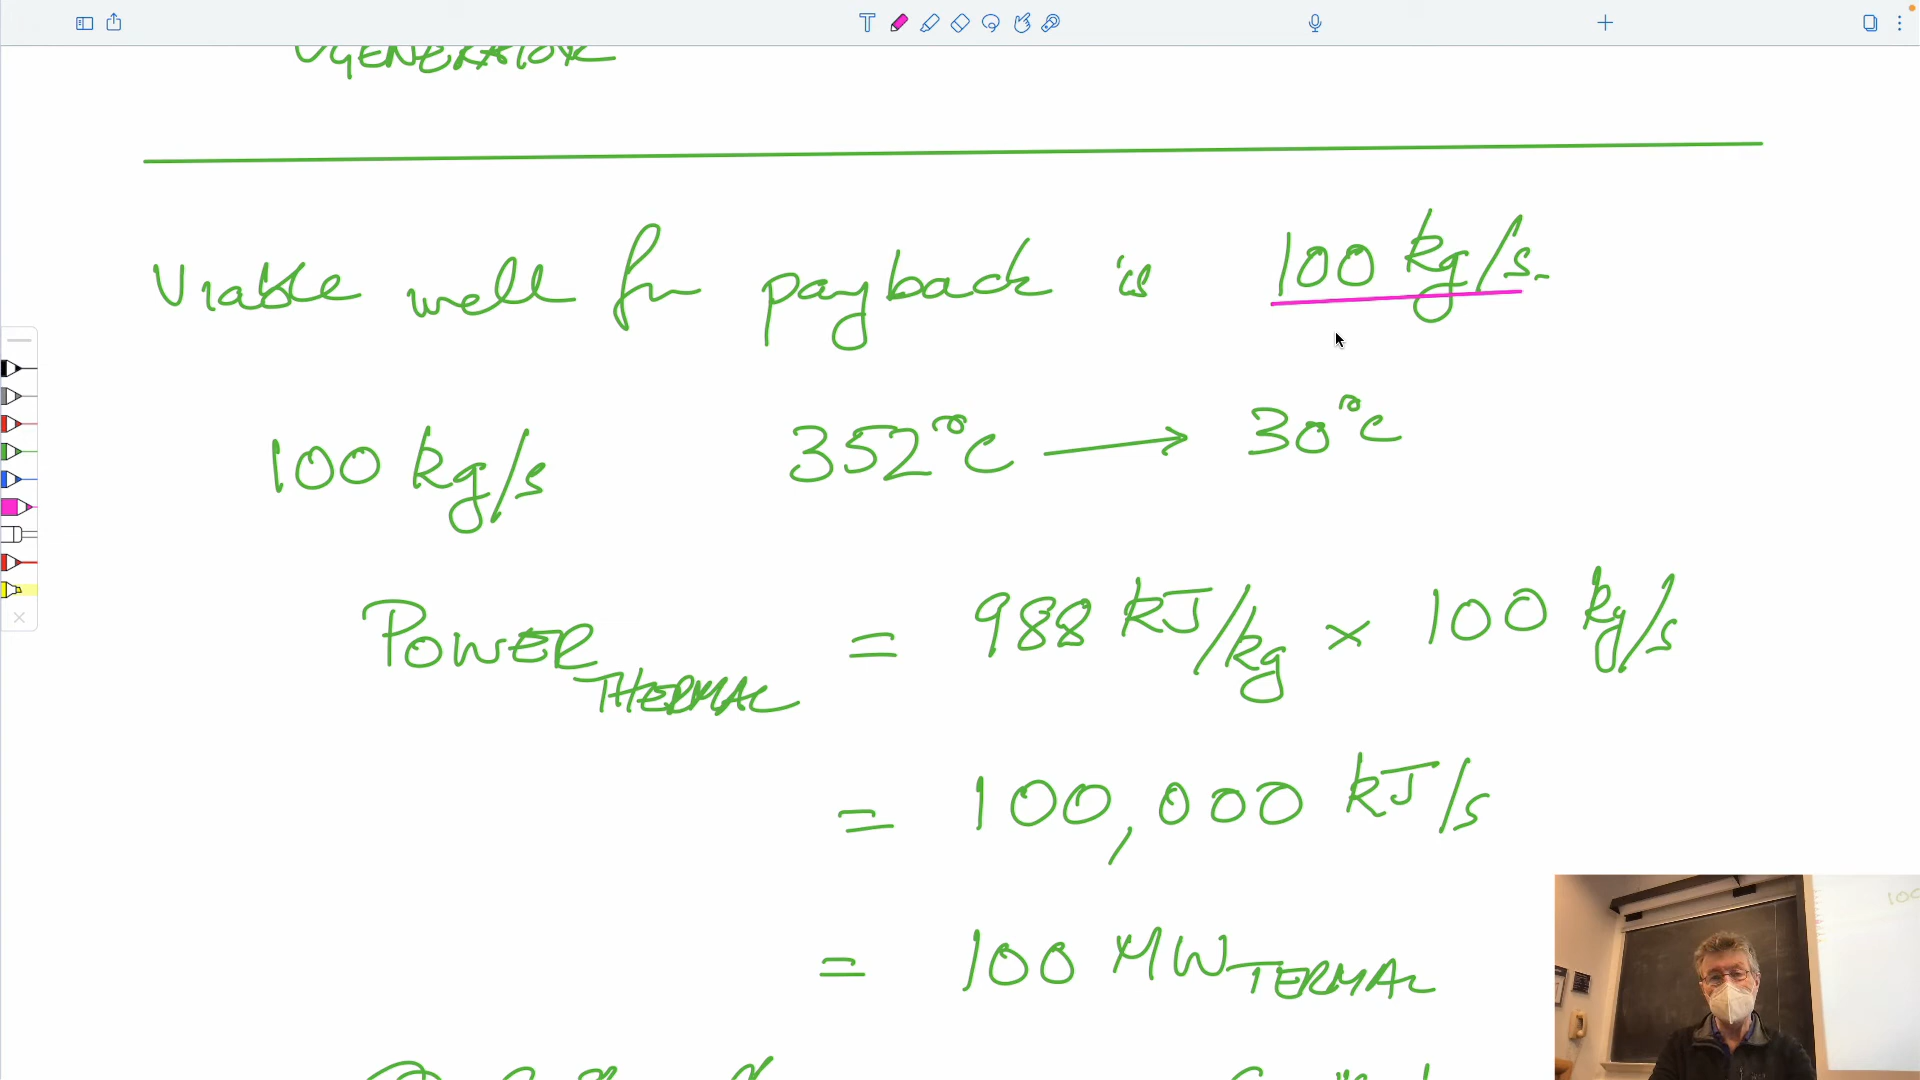 GENERATOR
Viable well for payback is 100 kg/s.
100 kg/s 352°C → 30°C
POWER THERMAL = 988 kJ/kg × 100 kg/s
= 100,000 kJ/s
= 100 MW TERMAL